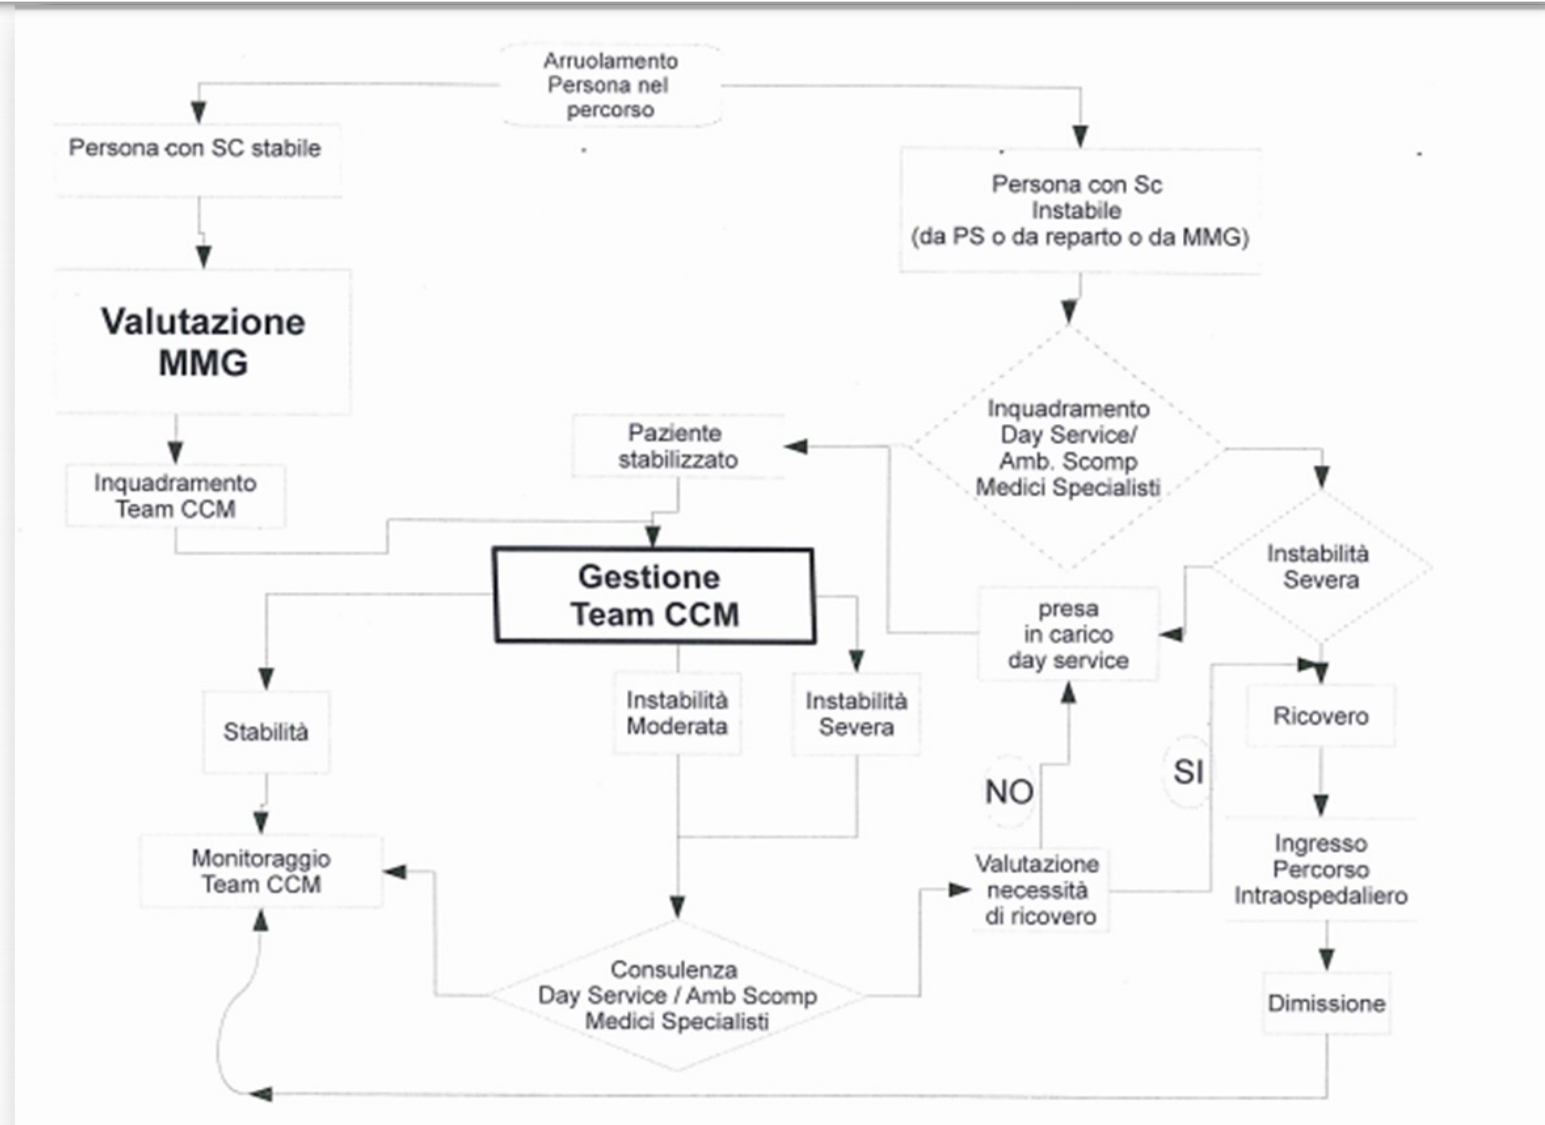 Arruolamento
Persona nel
percorso
Persona con SC stabile
Persona con Sc
Instabile
(da PS o da reparto o da MMG)
Valutazione
MMG
Inquadramento
Day Service/
Amb. Scomp
Medici Specialisti
Paziente
stabilizzato
Inquadramento
Team CCM
Instabilità
Severa
Gestione
Team CCM
presa
in carico
day service
Stabilità
Instabilità
Moderata
Instabilità
Severa
Ricovero
NO
SI
Monitoraggio
Team CCM
Valutazione
necessità
di ricovero
Ingresso
Percorso
Intraospedaliero
Consulenza
Day Service / Amb Scomp
Medici Specialisti
Dimissione